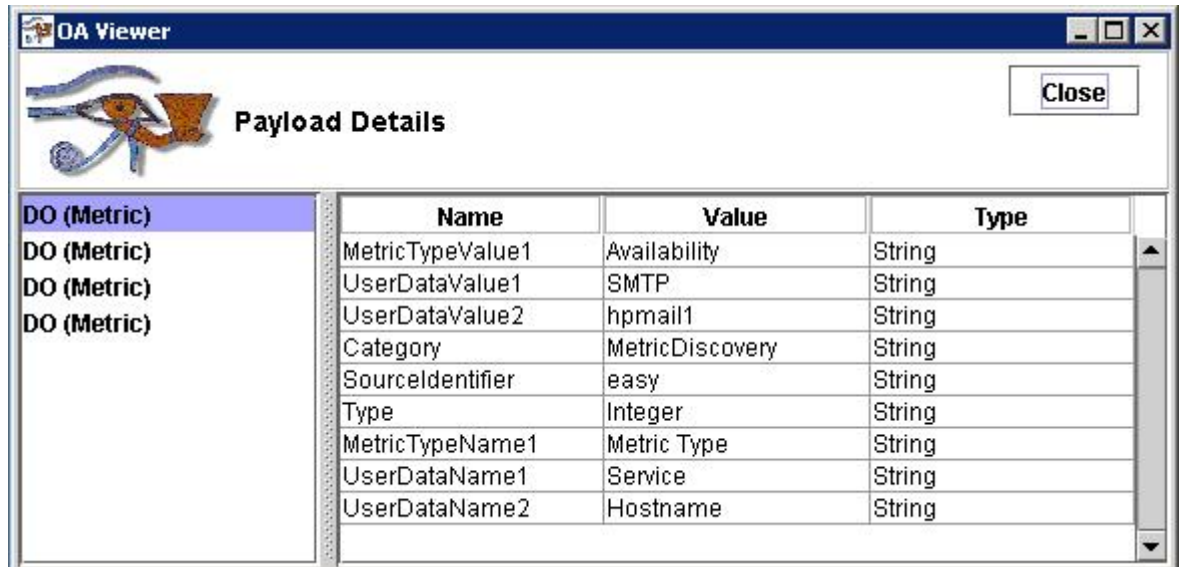 OA Viewer
Close
Payload Details
DO (Metric)
DO (Metric)
DO (Metric)
DO (Metric)
Name Value Type
MetricTypeValue1 Availability String
UserDataValue1 SMTP String
UserDataValue2 hpmail1 String
Category MetricDiscovery String
SourceIdentifier easy String
Type Integer String
MetricTypeName1 Metric Type String
UserDataName1 Service String
UserDataName2 Hostname String